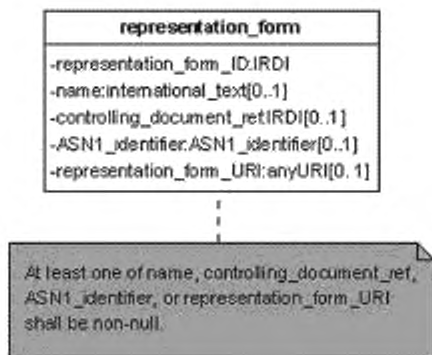 representation_form
-representation_form_ID:IRDI
-name:international_text[0..1]
-controlling_document_ref:IRDI[0..1]
-ASN1_identifier:ASN1_identifier[0..1]
-representation_form_URI:anyURI[0..1]
At least one of name, controlling_document_ref,
ASN1_identifier, or representation_form_URI
shall be non-null.